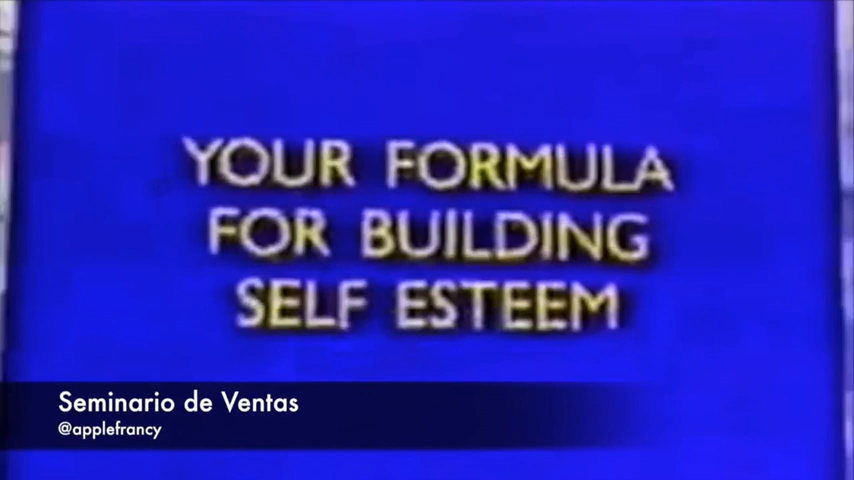 YOUR FORMULA
FOR BUILDING
SELF ESTEEM
Seminario de Ventas
@applefrancy